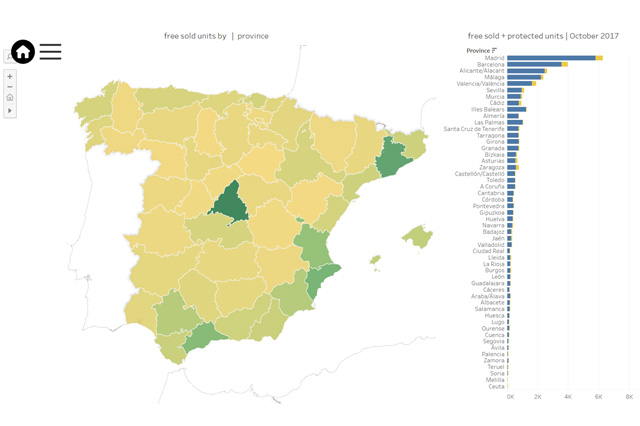 free sold units by | province
free sold + protected units | October 2017
Province
Madrid
Barcelona
Alicante/Alacant
Málaga
Valencia/València
Sevilla
Murcia
Cádiz
Illes Balears
Almería
Las Palmas
Santa Cruz de Tenerife
Tarragona
Girona
Granada
Bizkaia
Asturias
Zaragoza
Castellón/Castelló
Toledo
A Coruña
Cantabria
Córdoba
Pontevedra
Gipuzkoa
Huelva
Navarra
Badajoz
Jaén
Valladolid
Ciudad Real
Lleida
La Rioja
Burgos
León
Guadalajara
Cáceres
Araba/Álava
Albacete
Salamanca
Huesca
Lugo
Ourense
Cuenca
Segovia
Ávila
Palencia
Zamora
Teruel
Soria
Melilla
Ceuta
0K 2K 4K 6K 8K